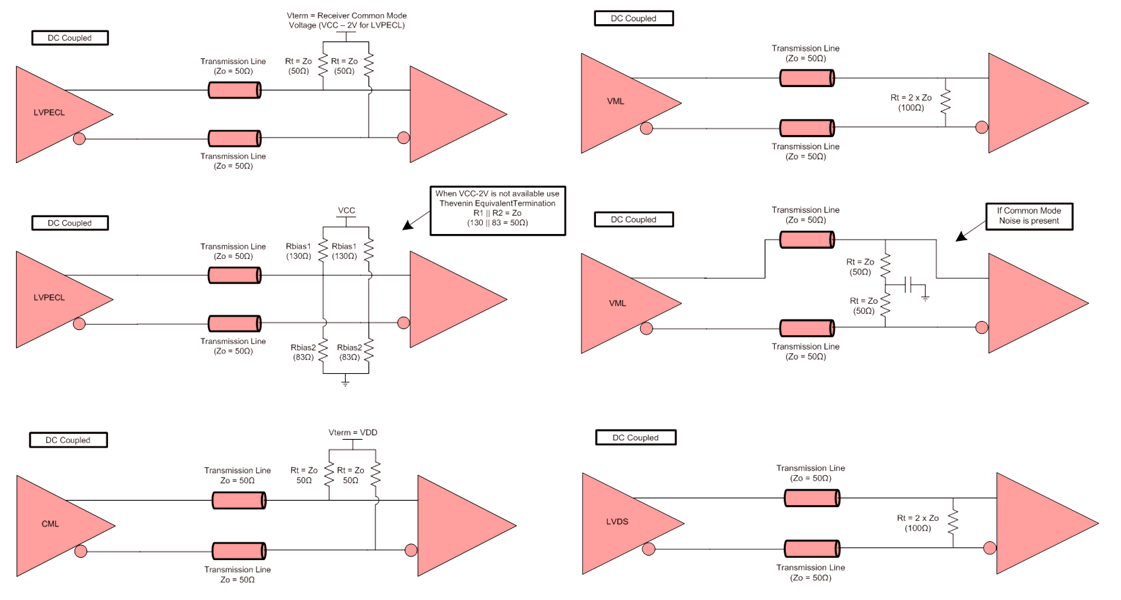 Vterm = Receiver Common Mode
Voltage (VCC – 2V for LVPECL)
DC Coupled
Transmission Line
(Zo = 50Ω)
Rt = Zo
(50Ω)
Rt = Zo
(50Ω)
LVPECL
Transmission Line
(Zo = 50Ω)
DC Coupled
Transmission Line
(Zo = 50Ω)
VML
Rt = 2 x Zo
(100Ω)
Transmission Line
(Zo = 50Ω)
When VCC-2V is not available use
Thevenin EquivalentTermination
R1 || R2 = Zo
(130 || 83 = 50Ω)
DC Coupled
VCC
Transmission Line
(Zo = 50Ω)
Rbias1
(130Ω)
Rbias1
(130Ω)
LVPECL
Transmission Line
(Zo = 50Ω)
Rbias2
(83Ω)
Rbias2
(83Ω)
DC Coupled
Transmission Line
(Zo = 50Ω)
If Common Mode
Noise is present
Rt = Zo
(50Ω)
VML
Rt = Zo
(50Ω)
Transmission Line
(Zo = 50Ω)
DC Coupled
Vterm = VDD
Transmission Line
Zo = 50Ω
Rt = Zo
50Ω
Rt = Zo
50Ω
CML
Transmission Line
Zo = 50Ω
DC Coupled
Transmission Line
(Zo = 50Ω)
LVDS
Rt = 2 x Zo
(100Ω)
Transmission Line
(Zo = 50Ω)